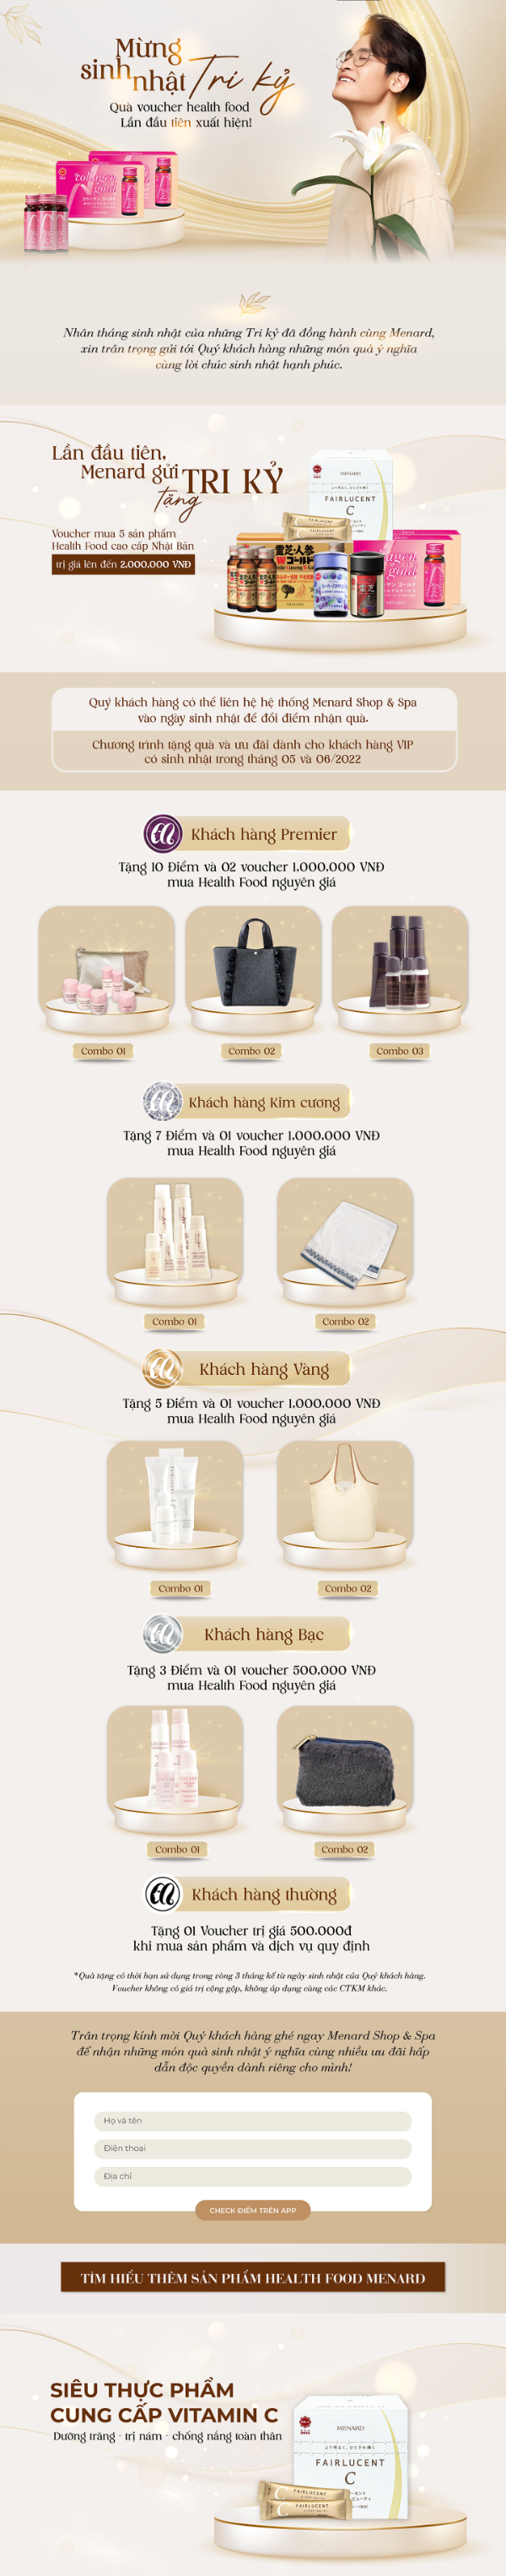 Mừng
sinh nhật Tri kỷ
Quà voucher health food
Lần đầu tiên xuất hiện!
collagen
gold
Nhân tháng sinh nhật của những Tri kỷ đã đồng hành cùng Menard,
xin trân trọng gửi tới Quý khách hàng những món quà ý nghĩa
cùng lời chúc sinh nhật hạnh phúc.
Lần đầu tiên,
Menard gửi
tặng TRI KỶ
Voucher mua 5 sản phẩm
Health Food cao cấp Nhật Bản
trị giá lên đến 2.000.000 VNĐ
MENARD
FAIRLUCENT
C
Quý khách hàng có thể liên hệ hệ thống Menard Shop & Spa
vào ngày sinh nhật để đổi điểm nhận quà.
Chương trình tặng quà và ưu đãi dành cho khách hàng VIP
có sinh nhật trong tháng 05 và 06/2022
Khách hàng Premier
Tặng 10 Điểm và 02 voucher 1.000.000 VNĐ
mua Health Food nguyên giá
Combo 01
Combo 02
Combo 03
Khách hàng Kim cương
Tặng 7 Điểm và 01 voucher 1.000.000 VNĐ
mua Health Food nguyên giá
Combo 01
Combo 02
Khách hàng Vàng
Tặng 5 Điểm và 01 voucher 1.000.000 VNĐ
mua Health Food nguyên giá
Combo 01
Combo 02
Khách hàng Bạc
Tặng 3 Điểm và 01 voucher 500.000 VNĐ
mua Health Food nguyên giá
Combo 01
Combo 02
Khách hàng thường
Tặng 01 Voucher trị giá 500.000đ
khi mua sản phẩm và dịch vụ quy định
*Quà tặng có thời hạn sử dụng trong vòng 3 tháng kể từ ngày sinh nhật của Quý khách hàng.
Voucher không có giá trị cộng gộp, không áp dụng cùng các CTKM khác.
Trân trọng kính mời Quý khách hàng ghé ngay Menard Shop & Spa
để nhận những món quà sinh nhật ý nghĩa cùng nhiều ưu đãi hấp
dẫn độc quyền dành riêng cho mình!
Họ và tên
Điện thoại
Địa chỉ
CHECK ĐIỂM TRÊN APP
TÌM HIỂU THÊM SẢN PHẨM HEALTH FOOD MENARD
SIÊU THỰC PHẨM
CUNG CẤP VITAMIN C
Dưỡng trắng - trị nám - chống nắng toàn thân
MENARD
FAIRLUCENT
C
FAIRLUCENT